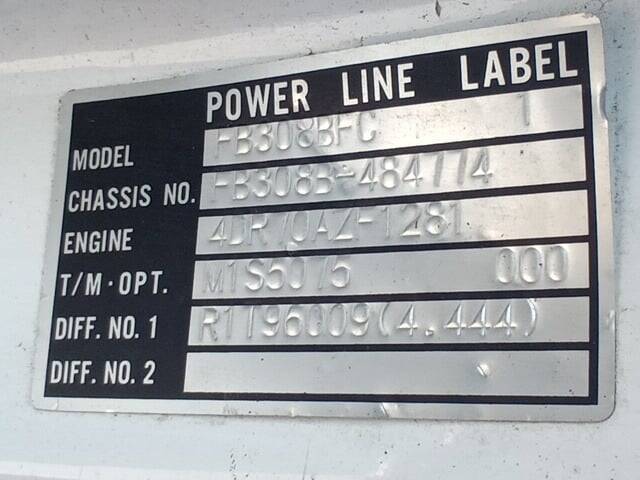 POWER LINE LABEL
MODEL FB308BFC 1
CHASSIS NO. FB308B-484774
ENGINE 4DR70AZF1281
T/M·OPT. M1S5075 000
DIFF. NO. 1 R1T96009(4.444)
DIFF. NO. 2